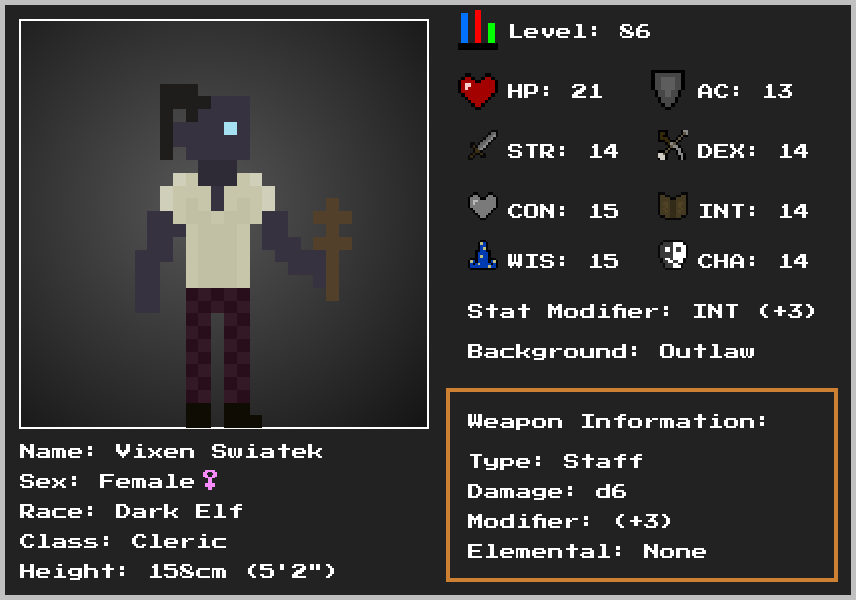 Level: 86
HP: 21 AC: 13
STR: 14 DEX: 14
CON: 15 INT: 14
WIS: 15 CHA: 14
Stat Modifier: INT (+3)
Background: Outlaw
Weapon Information:
Type: Staff
Damage: d6
Modifier: (+3)
Elemental: None
Name: Vixen Swiatek
Sex: Female♀
Race: Dark Elf
Class: Cleric
Height: 158cm (5'2")